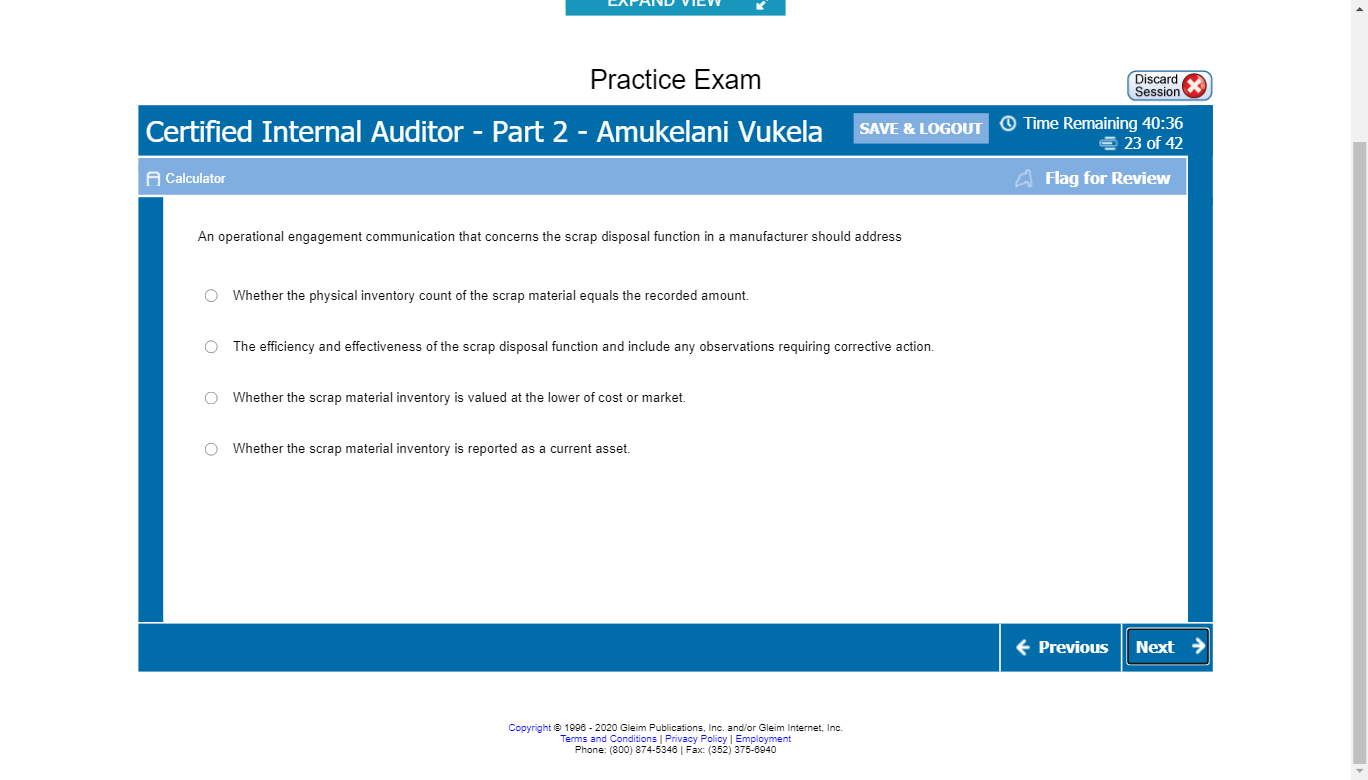 EXPAND VIEW
Practice Exam
Discard
Session
Certified Internal Auditor - Part 2 - Amukelani Vukela
SAVE & LOGOUT
Time Remaining 40:36
23 of 42
Calculator
Flag for Review
An operational engagement communication that concerns the scrap disposal function in a manufacturer should address
Whether the physical inventory count of the scrap material equals the recorded amount.
The efficiency and effectiveness of the scrap disposal function and include any observations requiring corrective action.
Whether the scrap material inventory is valued at the lower of cost or market.
Whether the scrap material inventory is reported as a current asset.
Previous
Next
Copyright © 1996 - 2020 Gleim Publications, Inc. and/or Gleim Internet, Inc.
Terms and Conditions | Privacy Policy | Employment
Phone: (800) 874-5346 | Fax: (352) 375-6940